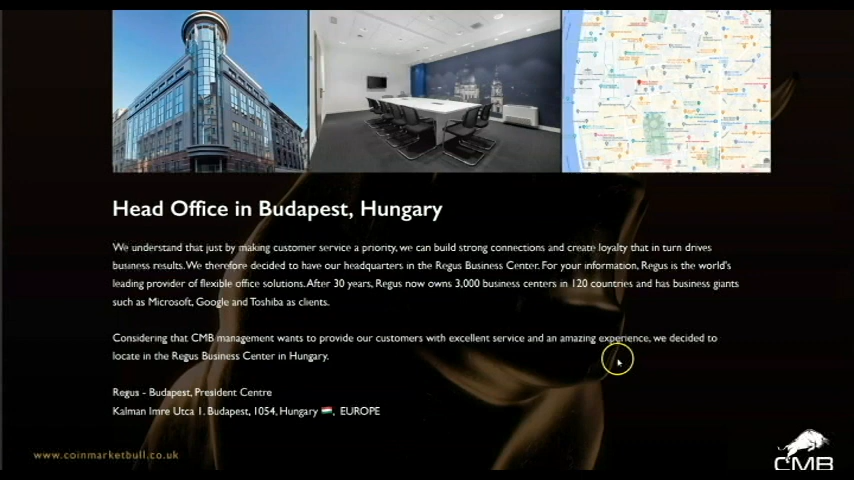 Head Office in Budapest, Hungary
We understand that just by making customer service a priority, we can build strong connections and create loyalty that in turn drives
business results. We therefore decided to have our headquarters in the Regus Business Center. For your information, Regus is the world's
leading provider of flexible office solutions. After 30 years, Regus now owns 3,000 business centers in 120 countries and has business giants
such as Microsoft, Google and Toshiba as clients.
Considering that CMB management wants to provide our customers with excellent service and an amazing experience, we decided to
locate in the Regus Business Center in Hungary.
Regus - Budapest, President Centre
Kalman Imre Utca 1. Budapest, 1054, Hungary 🇭🇺, EUROPE
www.coinmarketbull.co.uk
CMB